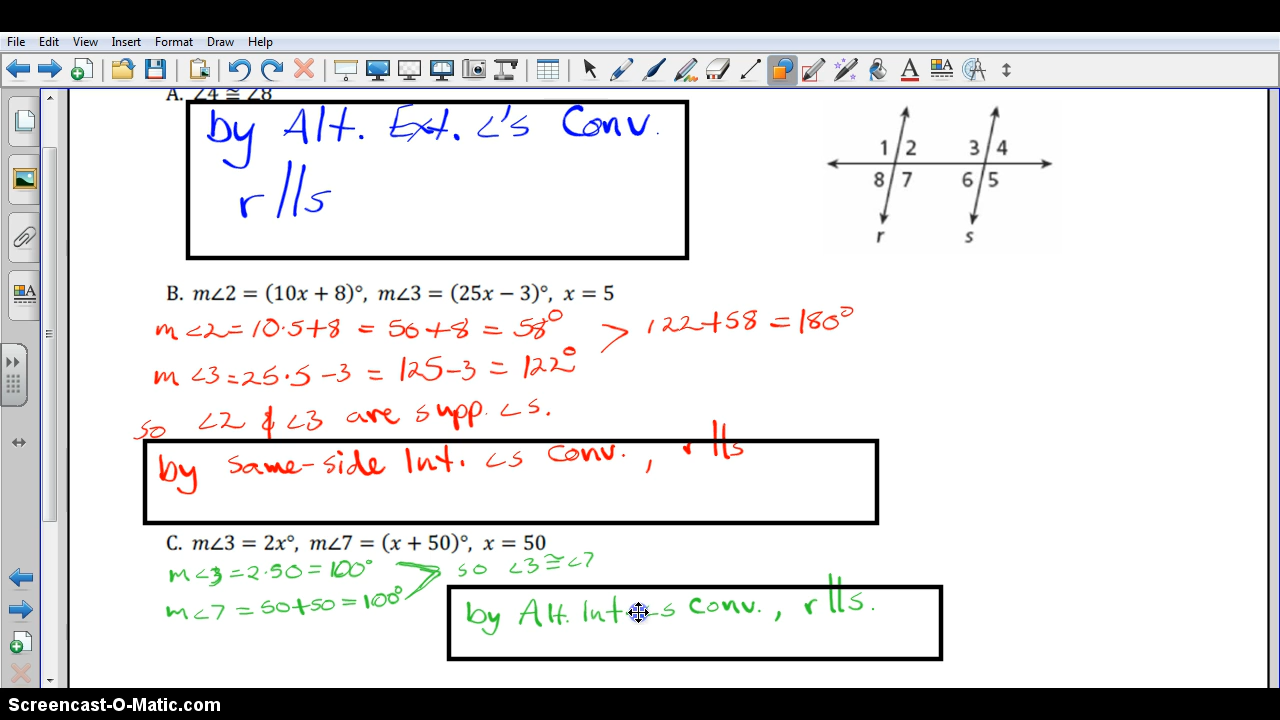 File Edit View Insert Format Draw Help
A. ∠4 ≅ ∠8
by Alt. Ext. ∠'s Conv.
r ∥ s
1 2 3 4
8 7 6 5
r s
B. m∠2 = (10x + 8)°, m∠3 = (25x − 3)°, x = 5
m∠2 = 10·5+8 = 50+8 = 58°
122+58 = 180°
m∠3 = 25·5 −3 = 125−3 = 122°
so ∠2 & ∠3 are supp. ∠s.
by same-side Int. ∠s Conv., r ∥ s
C. m∠3 = 2x°, m∠7 = (x + 50)°, x = 50
m∠3 = 2·50 = 100°
so ∠3 ≅ ∠7
m∠7 = 50+50 = 100°
by Alt. Int ∠s Conv., r ∥ s.
Screencast-O-Matic.com